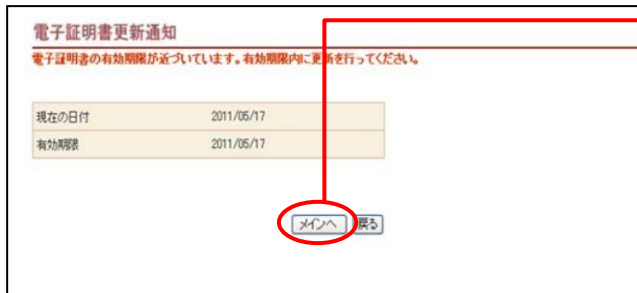 電子証明書更新通知
電子証明書の有効期限が近づいています。有効期限内に更新を行ってください。
現在の日付 2011/05/17
有効期限 2011/05/17
メインへ 戻る